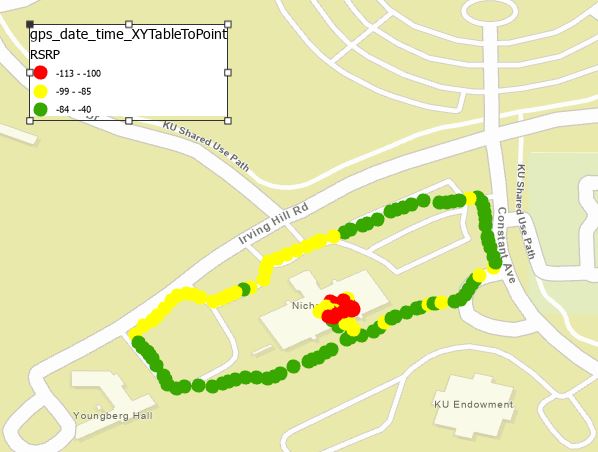 gps_date_time_XYTableToPoint
RSRP
-113 - -100
-99 - -85
-84 - -40
KU Shared Use Path
KU Shared Use Path
Irving Hill Rd
Constant Ave
Youngberg Hall
KU Endowment